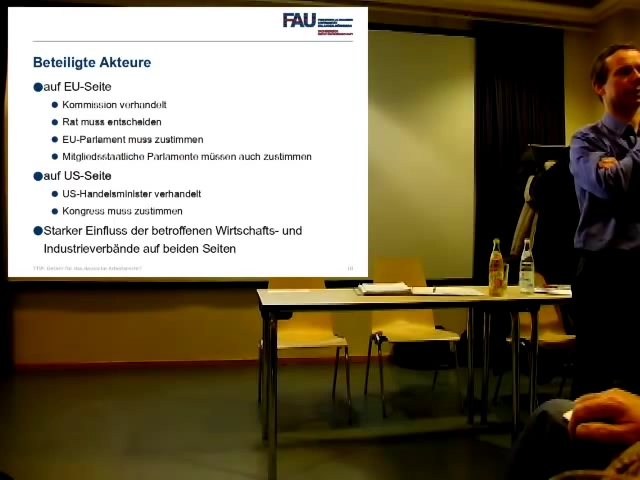 FAU
Beteiligte Akteure
auf EU-Seite
Kommission verhandelt
Rat muss entscheiden
EU-Parlament muss zustimmen
Mitgliedsstaatliche Parlamente müssen auch zustimmen
auf US-Seite
US-Handelsminister verhandelt
Kongress muss zustimmen
Starker Einfluss der betroffenen Wirtschafts- und
Industrieverbände auf beiden Seiten